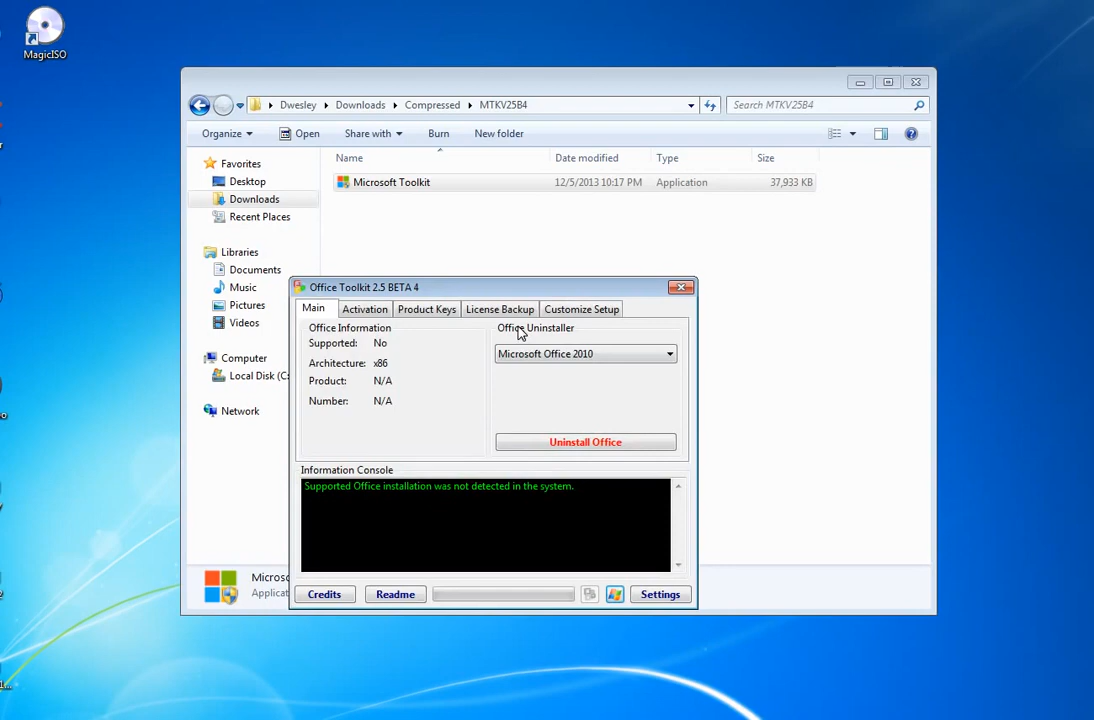 MagicISO
Dwesley Downloads Compressed MTKV25B4
Search MTKV25B4
Organize Open Share with Burn New folder
Name Date modified Type Size
Favorites
Desktop
Downloads
Recent Places
Microsoft Toolkit 12/5/2013 10:17 PM Application 37,933 KB
Libraries
Documents
Music
Pictures
Videos
Computer
Local Disk (C:
Network
Office Toolkit 2.5 BETA 4
Main Activation Product Keys License Backup Customize Setup
Office Information
Supported: No
Architecture: x86
Product: N/A
Number: N/A
Office Uninstaller
Microsoft Office 2010
Uninstall Office
Information Console
Supported Office installation was not detected in the system.
Credits Readme Settings
Microso
Applicat